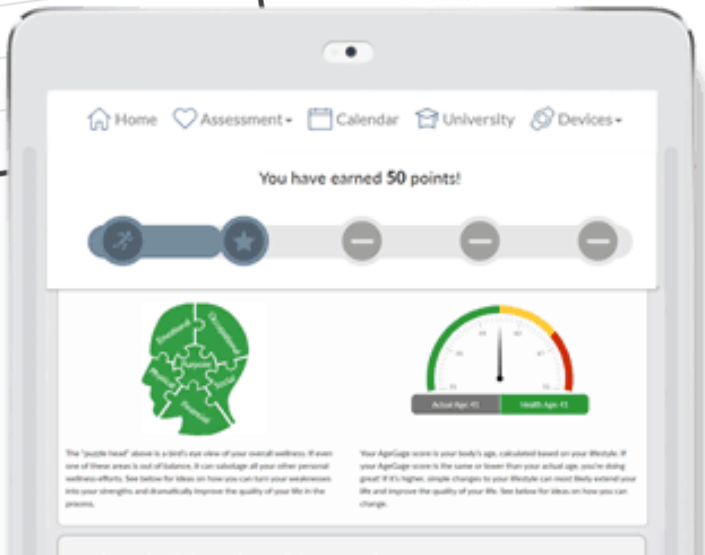 Home Assessment Calendar University Devices
You have earned 50 points!
Emotional
Occupational
Purpose
Physical
Social
Financial
Actual Age: 41 Health Age: 41
The "puzzle head" above is a bird's eye view of your overall wellness. If even
one of these areas is out of balance, it can sabotage all your other personal
wellness efforts. See below for ideas on how you can turn your weaknesses
into your strengths and dramatically improve the quality of your life in the
process.
Your AgeGage score is your body's age, calculated based on your lifestyle. If
your AgeGage score is the same or lower than your actual age, you're doing
great! If it's higher, simple changes to your lifestyle can most likely extend your
life and improve the quality of your life. See below for ideas on how you can
change.